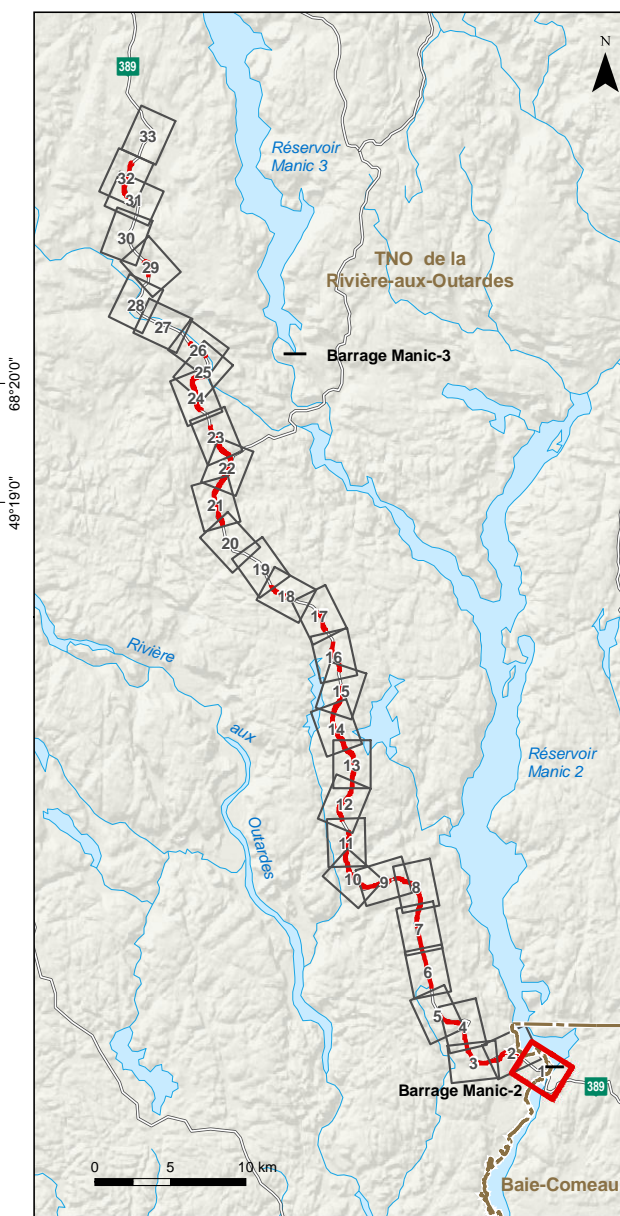 389
N
Réservoir
Manic 3
33
32
31
30
29
28
27
26
25
24
23
22
21
20
19
18
17
16
15
14
13
12
11
10
9
8
7
6
5
4
3
2
1
TNO de la
Rivière-aux-Outardes
Barrage Manic-3
68°20'0"
49°19'0"
Rivière
aux
Outardes
Réservoir
Manic 2
Barrage Manic-2
389
0 5 10 km
Baie-Comeau